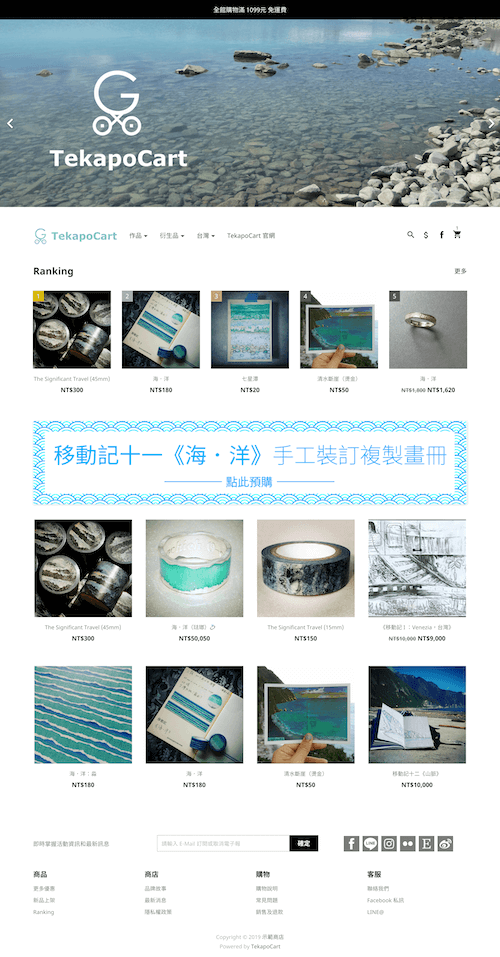 全館購物滿 1099元 免運費
TekapoCart
TekapoCart 作品 衍生品 台灣 TekapoCart 官網
Ranking 更多
1 2 3 4 5
The Significant Travel (45mm) 海．洋 七星潭 清水斷崖（燙金） 海．洋
NT$300 NT$180 NT$20 NT$50 NT$1,800 NT$1,620
移動記十一《海．洋》手工裝訂複製畫冊
點此預購
The Significant Travel (45mm) The Significant Travel (15mm) 《移動記1：Venezia，台灣》
NT$300 NT$50,050 NT$150 NT$10,000 NT$9,000
海．洋：森 海．洋 清水斷崖（燙金） 移動記十二《山脈》
NT$180 NT$180 NT$50 NT$10,000
即時掌握活動資訊和最新訊息 請輸入 E-Mail 訂閱或取消電子報 確定
商品 商店 購物 客服
更多優惠 品牌故事 購物說明 聯絡我們
新品上架 最新消息 常見問題 Facebook 私訊
Ranking 隱私權政策 銷售及退款 LINE@
Copyright © 2019 示範商店
Powered by TekapoCart